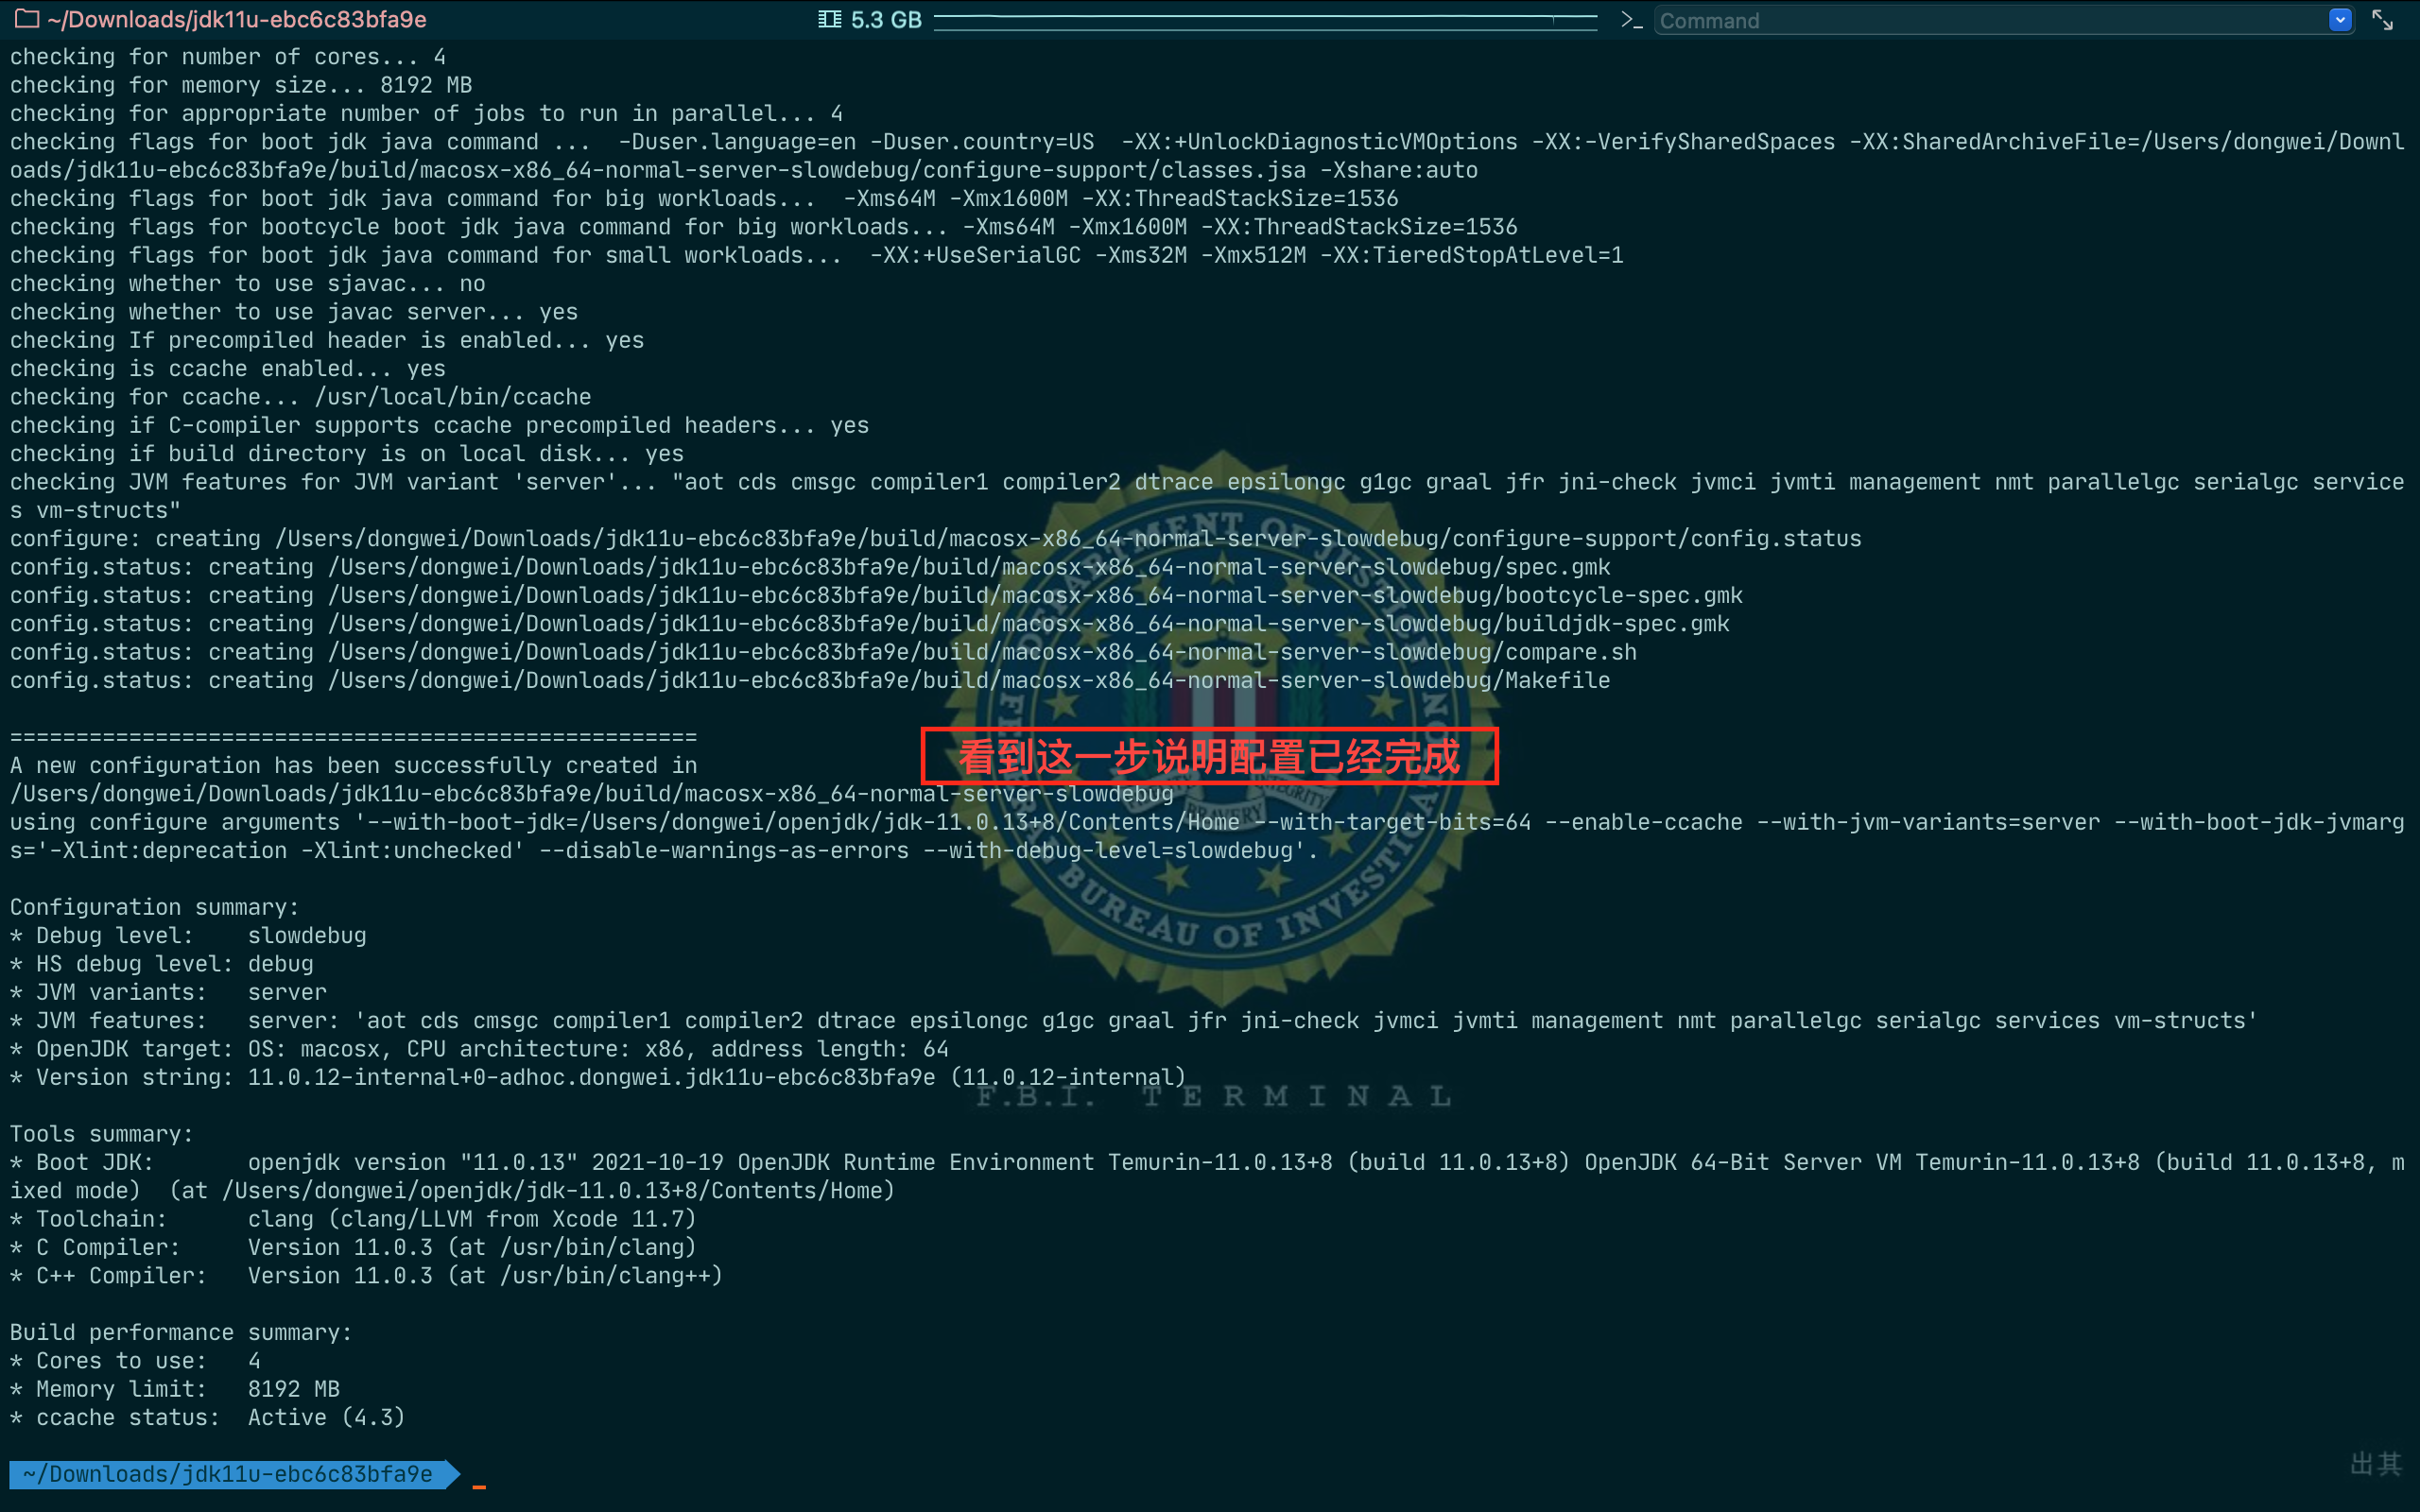 ~/Downloads/jdk11u-ebc6c83bfa9e
5.3 GB
Command
checking for number of cores... 4
checking for memory size... 8192 MB
checking for appropriate number of jobs to run in parallel... 4
checking flags for boot jdk java command ...  -Duser.language=en -Duser.country=US  -XX:+UnlockDiagnosticVMOptions -XX:-VerifySharedSpaces -XX:SharedArchiveFile=/Users/dongwei/Downl
oads/jdk11u-ebc6c83bfa9e/build/macosx-x86_64-normal-server-slowdebug/configure-support/classes.jsa -Xshare:auto
checking flags for boot jdk java command for big workloads...  -Xms64M -Xmx1600M -XX:ThreadStackSize=1536
checking flags for bootcycle boot jdk java command for big workloads... -Xms64M -Xmx1600M -XX:ThreadStackSize=1536
checking flags for boot jdk java command for small workloads...  -XX:+UseSerialGC -Xms32M -Xmx512M -XX:TieredStopAtLevel=1
checking whether to use sjavac... no
checking whether to use javac server... yes
checking If precompiled header is enabled... yes
checking is ccache enabled... yes
checking for ccache... /usr/local/bin/ccache
checking if C-compiler supports ccache precompiled headers... yes
checking if build directory is on local disk... yes
checking JVM features for JVM variant 'server'... "aot cds cmsgc compiler1 compiler2 dtrace epsilongc g1gc graal jfr jni-check jvmci jvmti management nmt parallelgc serialgc service
s vm-structs"
configure: creating /Users/dongwei/Downloads/jdk11u-ebc6c83bfa9e/build/macosx-x86_64-normal-server-slowdebug/configure-support/config.status
config.status: creating /Users/dongwei/Downloads/jdk11u-ebc6c83bfa9e/build/macosx-x86_64-normal-server-slowdebug/spec.gmk
config.status: creating /Users/dongwei/Downloads/jdk11u-ebc6c83bfa9e/build/macosx-x86_64-normal-server-slowdebug/bootcycle-spec.gmk
config.status: creating /Users/dongwei/Downloads/jdk11u-ebc6c83bfa9e/build/macosx-x86_64-normal-server-slowdebug/buildjdk-spec.gmk
config.status: creating /Users/dongwei/Downloads/jdk11u-ebc6c83bfa9e/build/macosx-x86_64-normal-server-slowdebug/compare.sh
config.status: creating /Users/dongwei/Downloads/jdk11u-ebc6c83bfa9e/build/macosx-x86_64-normal-server-slowdebug/Makefile
====================================================
看到这一步说明配置已经完成
A new configuration has been successfully created in
/Users/dongwei/Downloads/jdk11u-ebc6c83bfa9e/build/macosx-x86_64-normal-server-slowdebug
using configure arguments '--with-boot-jdk=/Users/dongwei/openjdk/jdk-11.0.13+8/Contents/Home --with-target-bits=64 --enable-ccache --with-jvm-variants=server --with-boot-jdk-jvmarg
s='-Xlint:deprecation -Xlint:unchecked' --disable-warnings-as-errors --with-debug-level=slowdebug'.
Configuration summary:
* Debug level:    slowdebug
* HS debug level: debug
* JVM variants:   server
* JVM features:   server: 'aot cds cmsgc compiler1 compiler2 dtrace epsilongc g1gc graal jfr jni-check jvmci jvmti management nmt parallelgc serialgc services vm-structs'
* OpenJDK target: OS: macosx, CPU architecture: x86, address length: 64
* Version string: 11.0.12-internal+0-adhoc.dongwei.jdk11u-ebc6c83bfa9e (11.0.12-internal)
F.B.I. TERMINAL
Tools summary:
* Boot JDK:       openjdk version "11.0.13" 2021-10-19 OpenJDK Runtime Environment Temurin-11.0.13+8 (build 11.0.13+8) OpenJDK 64-Bit Server VM Temurin-11.0.13+8 (build 11.0.13+8, m
ixed mode)  (at /Users/dongwei/openjdk/jdk-11.0.13+8/Contents/Home)
* Toolchain:      clang (clang/LLVM from Xcode 11.7)
* C Compiler:     Version 11.0.3 (at /usr/bin/clang)
* C++ Compiler:   Version 11.0.3 (at /usr/bin/clang++)
Build performance summary:
* Cores to use:   4
* Memory limit:   8192 MB
* ccache status:  Active (4.3)
~/Downloads/jdk11u-ebc6c83bfa9e
出其
DEPARTMENT OF JUSTICE
BUREAU OF INVESTIGATION